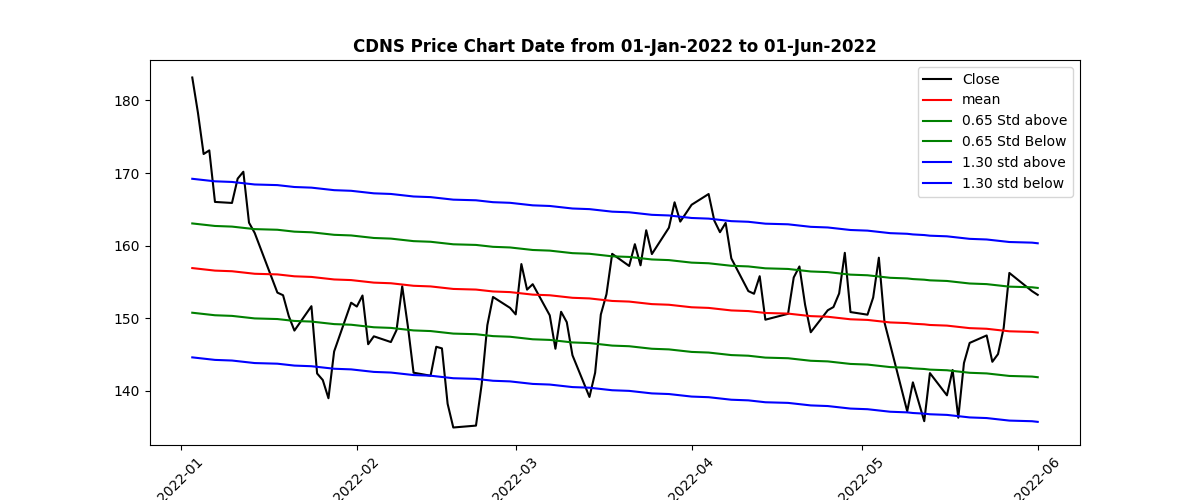 CDNS Price Chart Date from 01-Jan-2022 to 01-Jun-2022
Close
mean
0.65 Std above
0.65 Std Below
1.30 std above
1.30 std below
180
170
160
150
140
2022-01
2022-02
2022-03
2022-04
2022-05
2022-06